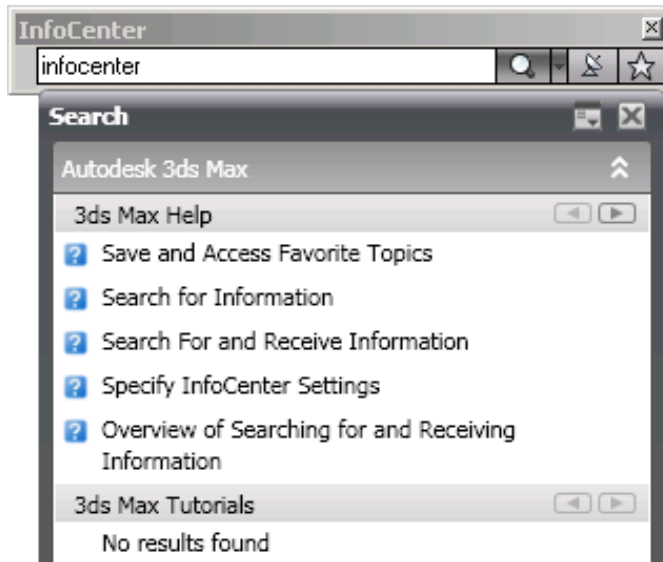 InfoCenter
infocenter
Search
Autodesk 3ds Max
3ds Max Help
Save and Access Favorite Topics
Search for Information
Search For and Receive Information
Specify InfoCenter Settings
Overview of Searching for and Receiving
Information
3ds Max Tutorials
No results found